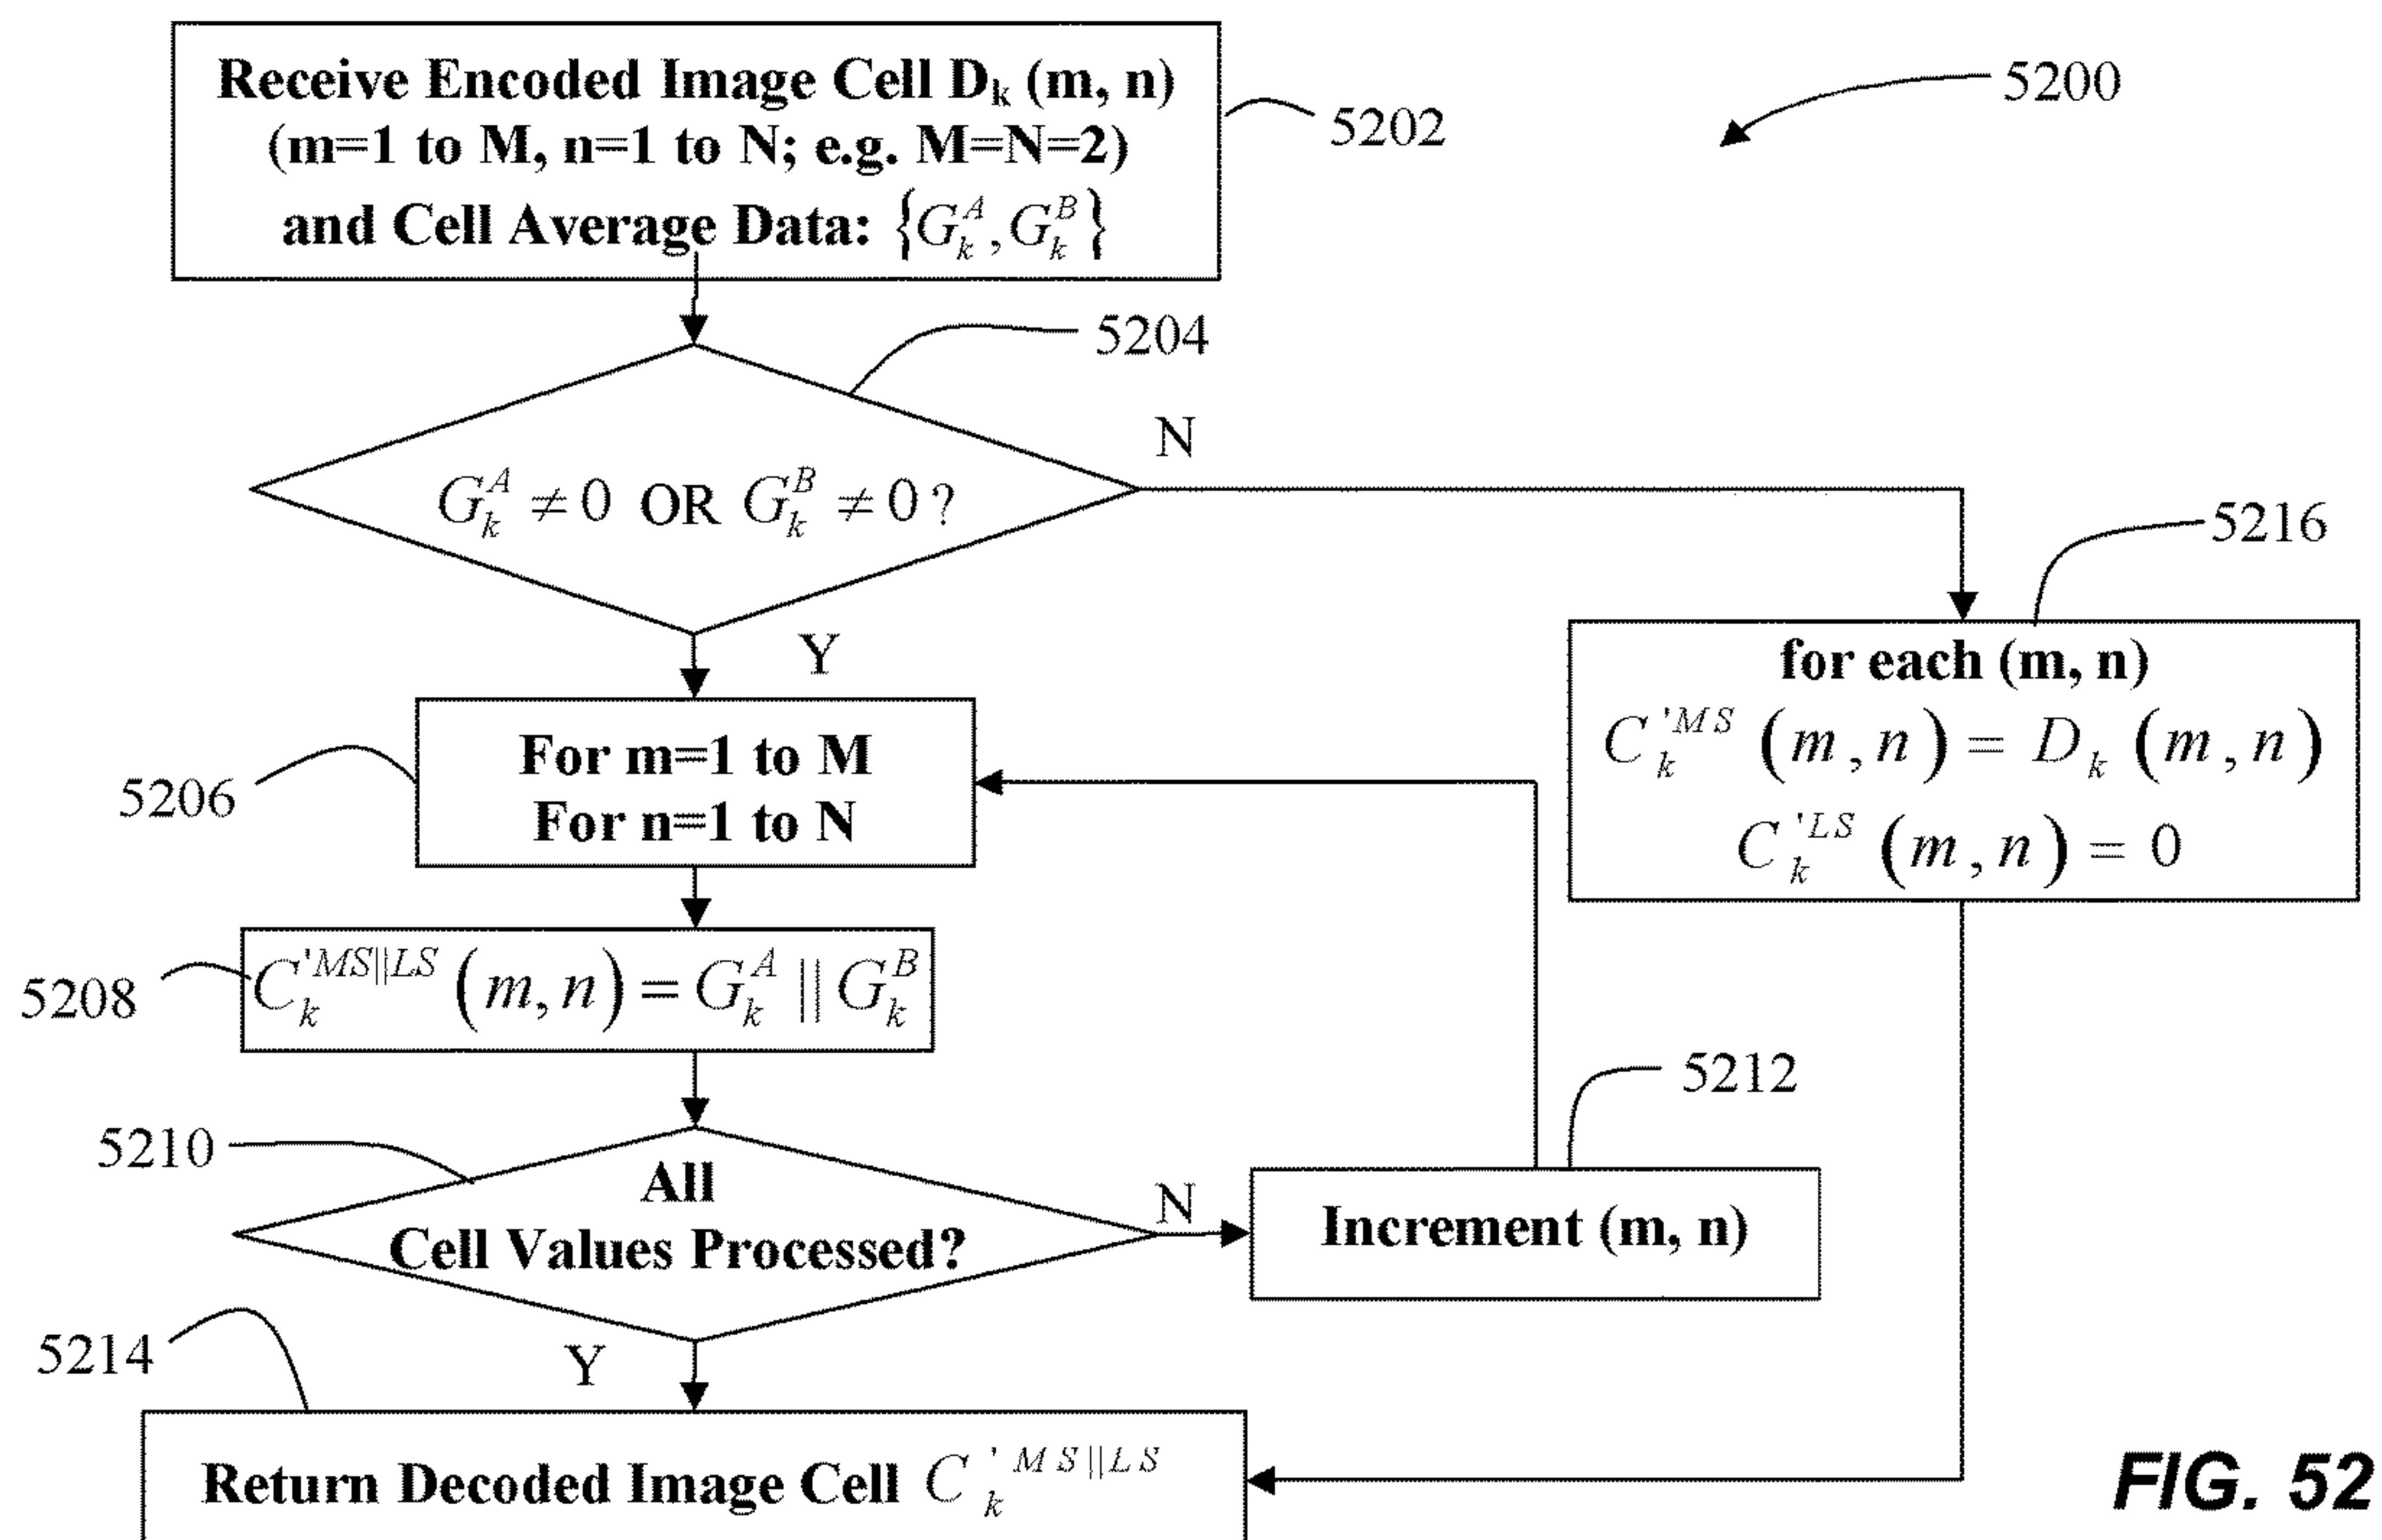 Receive Encoded Image Cell Dₖ (m, n)
(m=1 to M, n=1 to N; e.g. M=N=2)
and Cell Average Data: {G_k^A, G_k^B}
5200
5202
5204
G_k^A ≠ 0 OR G_k^B ≠ 0?
N
Y
5216
for each (m, n)
C_k^'MS (m, n) = D_k (m, n)
C_k^'LS (m, n) = 0
5206
For m=1 to M
For n=1 to N
5208
C_k^'MS||LS (m, n) = G_k^A || G_k^B
5210
All
Cell Values Processed?
N
Y
5212
Increment (m, n)
5214
Return Decoded Image Cell C_k^'MS||LS
FIG. 52